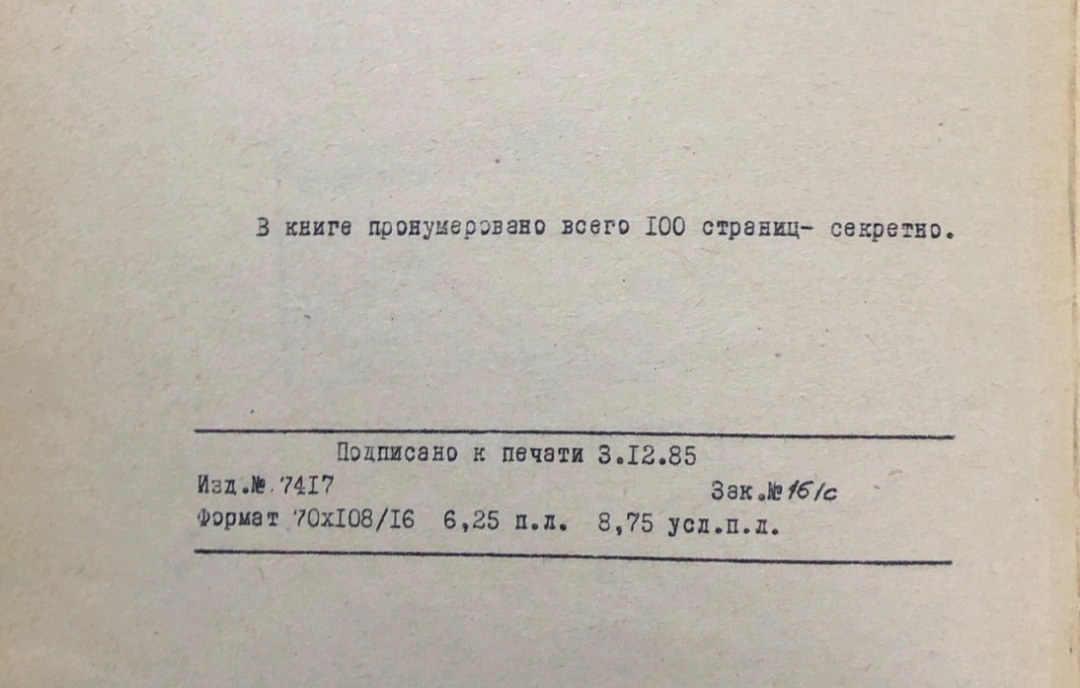 В книге пронумеровано всего I00 страниц- секретно.
Подписано к печати 3.I2.85
Изд.№ 74I7 Зак.№ 16/с
Формат 70xI08/I6 6,25 п.л. 8,75 усл.п.л.